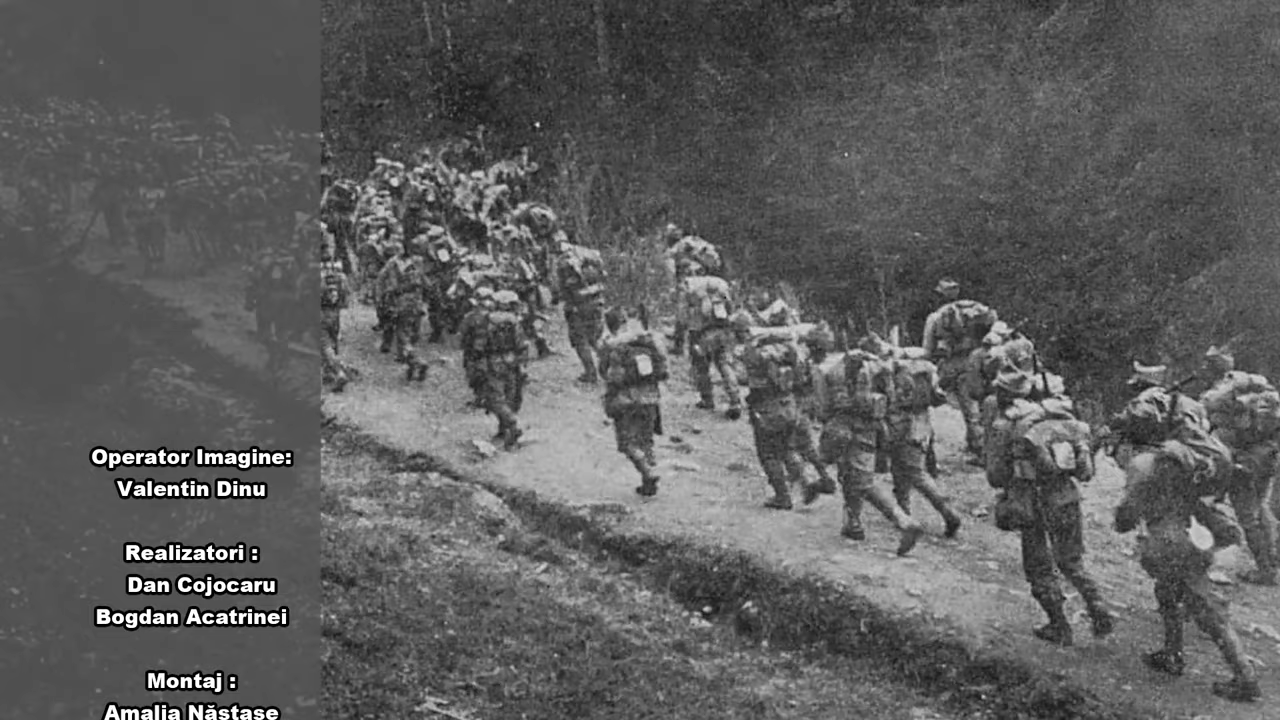 Operator Imagine:
Valentin Dinu
Realizatori :
Dan Cojocaru
Bogdan Acatrinei
Montaj :
Amalia Năstase